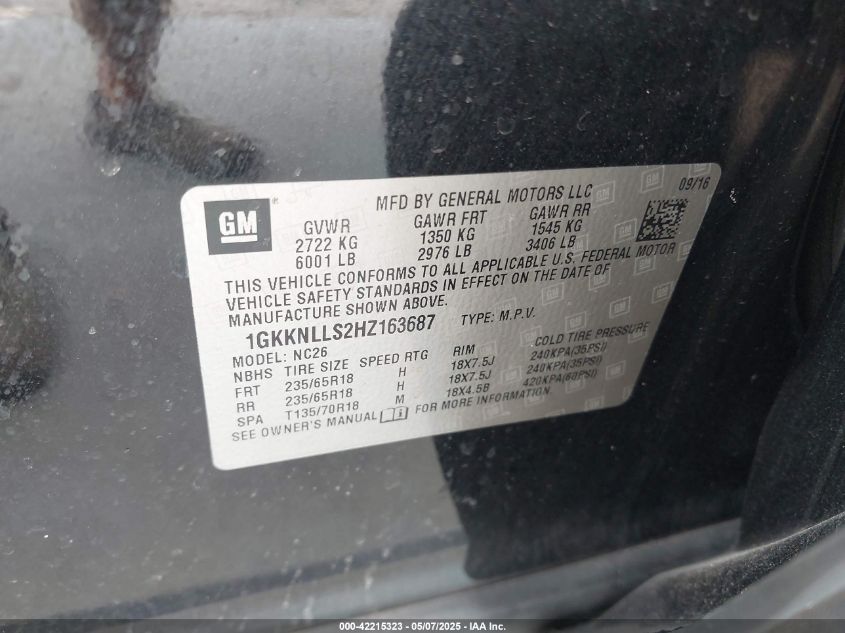 MFD BY GENERAL MOTORS LLC 09/16
GM
GVWR GAWR FRT GAWR RR
2722 KG 1350 KG 1545 KG
6001 LB 2976 LB 3406 LB
THIS VEHICLE CONFORMS TO ALL APPLICABLE U.S. FEDERAL MOTOR
VEHICLE SAFETY STANDARDS IN EFFECT ON THE DATE OF
MANUFACTURE SHOWN ABOVE.
1GKKNLLS2HZ163687 TYPE: M.P.V.
MODEL: NC26
NBHS TIRE SIZE SPEED RTG RIM COLD TIRE PRESSURE
FRT 235/65R18 H 18X7.5J 240KPA(35PSI)
RR 235/65R18 H 18X7.5J 240KPA(35PSI)
SPA T135/70R18 M 18X4.5B 420KPA(60PSI)
SEE OWNER'S MANUAL FOR MORE INFORMATION.
000-42215323 - 05/07/2025 - IAA Inc.